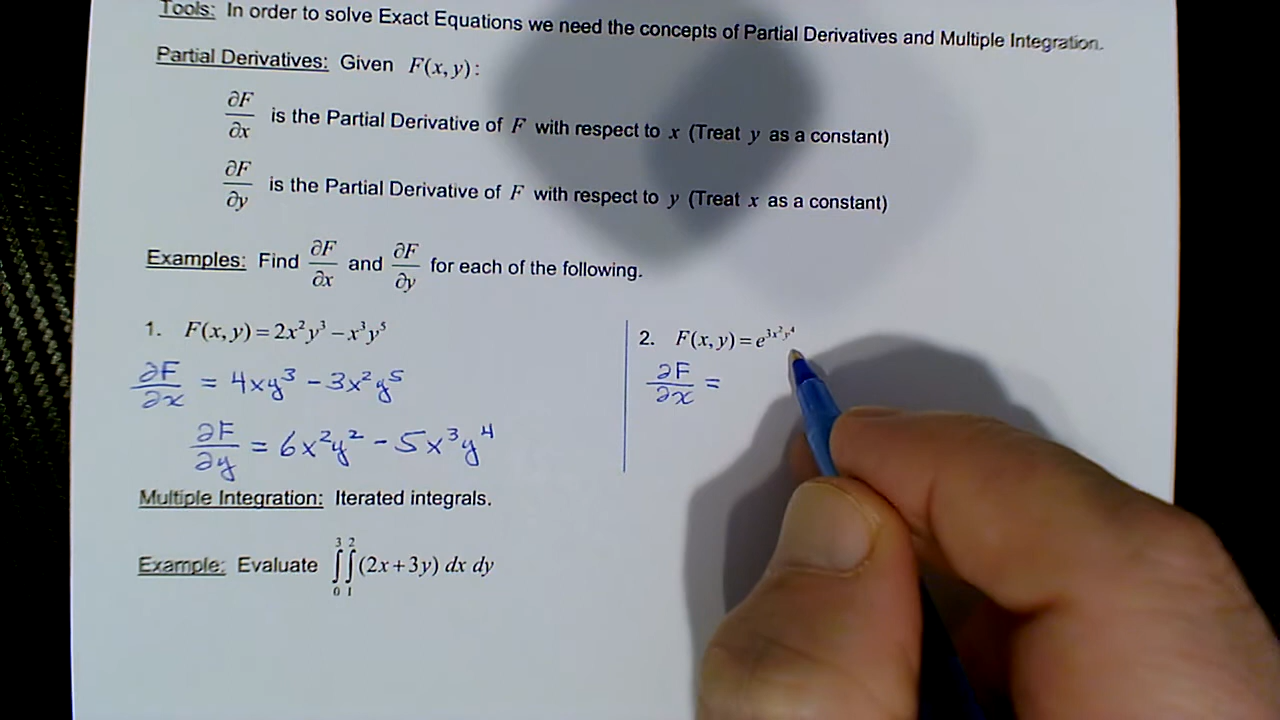 Tools: In order to solve Exact Equations we need the concepts of Partial Derivatives and Multiple Integration.
Partial Derivatives: Given F(x, y):
∂F/∂x is the Partial Derivative of F with respect to x (Treat y as a constant)
∂F/∂y is the Partial Derivative of F with respect to y (Treat x as a constant)
Examples: Find ∂F/∂x and ∂F/∂y for each of the following.
1. F(x, y) = 2x²y³ − x³y⁵
∂F/∂x = 4xy³ − 3x²y⁵
∂F/∂y = 6x²y² − 5x³y⁴
2. F(x, y) = e^{3x²y⁴}
∂F/∂x =
Multiple Integration: Iterated integrals.
Example: Evaluate ∫₀³ ∫₁² (2x + 3y) dx dy